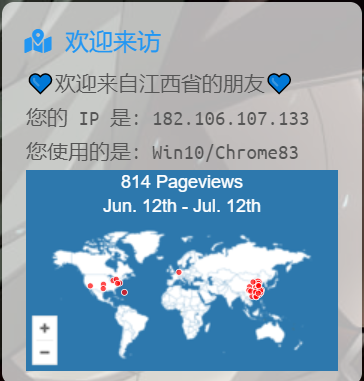 欢迎来访
💙欢迎来自江西省的朋友💙
您的 IP 是：182.106.107.133
您使用的是：Win10/Chrome83
814 Pageviews
Jun. 12th - Jul. 12th
+
−